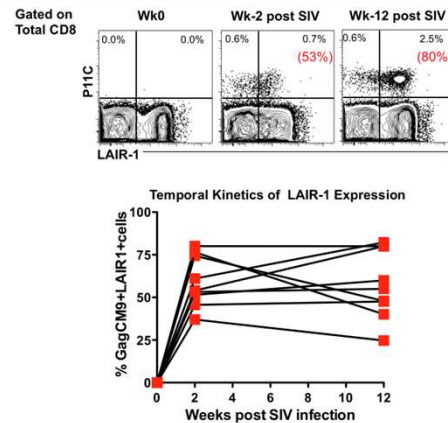 Gated on
Total CD8
Wk0
Wk-2 post SIV
Wk-12 post SIV
0.0%
0.0%
0.6%
0.7%
(53%)
0.6%
2.5%
(80%)
P11C
LAIR-1
Temporal Kinetics of LAIR-1 Expression
% GagCM9+LAIR1+cells
100
75
50
25
0
0 2 4 6 8 10 12
Weeks post SIV infection